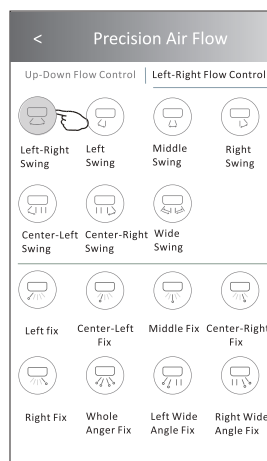 < Precision Air Flow
Up-Down Flow Control Left-Right Flow Control
Left-Right Swing
Left Swing
Middle Swing
Right Swing
Center-Left Swing
Center-Right Swing
Wide Swing
Left fix
Center-Left Fix
Middle Fix
Center-Right Fix
Right Fix
Whole Anger Fix
Left Wide Angle Fix
Right Wide Angle Fix